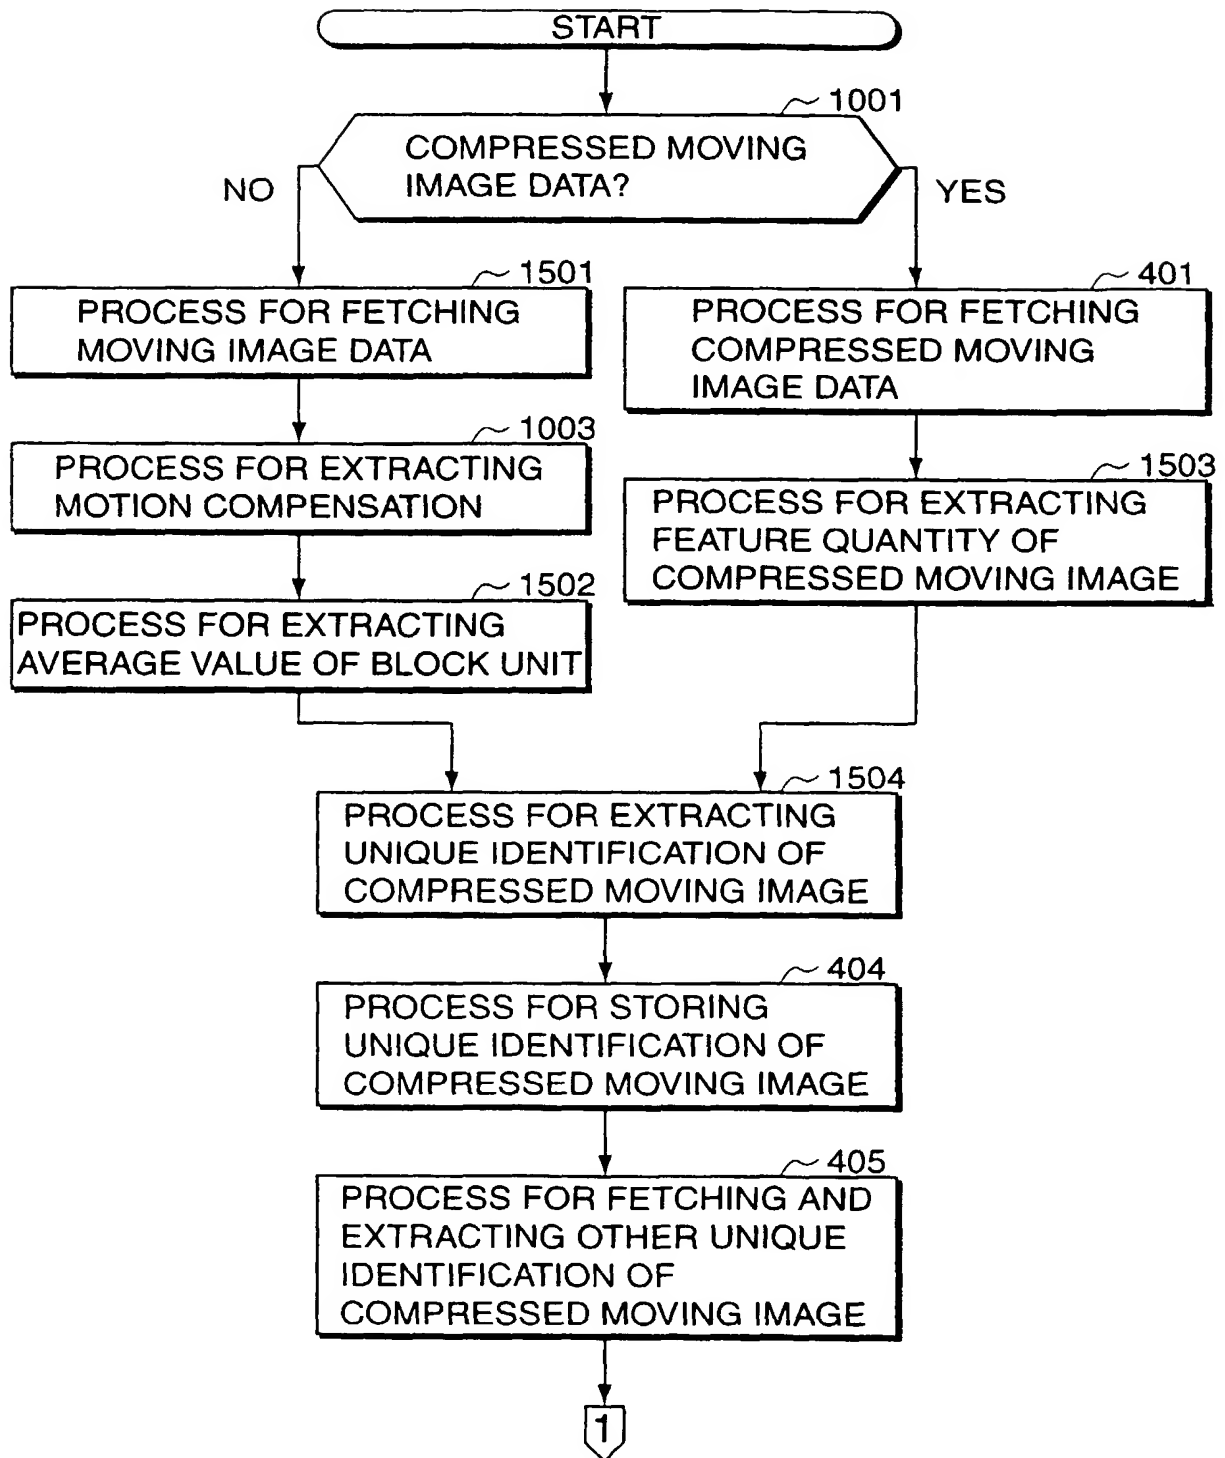 START
1001
COMPRESSED MOVING
IMAGE DATA?
NO
YES
1501
PROCESS FOR FETCHING
MOVING IMAGE DATA
401
PROCESS FOR FETCHING
COMPRESSED MOVING
IMAGE DATA
1003
PROCESS FOR EXTRACTING
MOTION COMPENSATION
1503
PROCESS FOR EXTRACTING
FEATURE QUANTITY OF
COMPRESSED MOVING IMAGE
1502
PROCESS FOR EXTRACTING
AVERAGE VALUE OF BLOCK UNIT
1504
PROCESS FOR EXTRACTING
UNIQUE IDENTIFICATION OF
COMPRESSED MOVING IMAGE
404
PROCESS FOR STORING
UNIQUE IDENTIFICATION OF
COMPRESSED MOVING IMAGE
405
PROCESS FOR FETCHING AND
EXTRACTING OTHER UNIQUE
IDENTIFICATION OF
COMPRESSED MOVING IMAGE
1